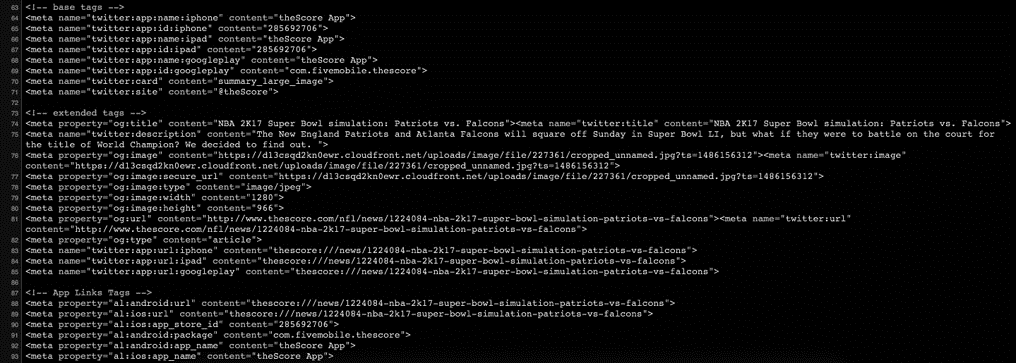 63 <!-- base tags -->
64 <meta name="twitter:app:name:iphone" content="theScore App">
65 <meta name="twitter:app:id:iphone" content="285692706">
66 <meta name="twitter:app:name:ipad" content="theScore App">
67 <meta name="twitter:app:id:ipad" content="285692706">
68 <meta name="twitter:app:name:googleplay" content="theScore App">
69 <meta name="twitter:app:id:googleplay" content="com.fivemobile.thescore">
70 <meta name="twitter:card" content="summary_large_image">
71 <meta name="twitter:site" content="@theScore">
72
73 <!-- extended tags -->
74 <meta property="og:title" content="NBA 2K17 Super Bowl simulation: Patriots vs. Falcons"><meta name="twitter:title" content="NBA 2K17 Super Bowl simulation: Patriots vs. Falcons">
75 <meta name="twitter:description" content="The New England Patriots and Atlanta Falcons will square off Sunday in Super Bowl LI, but what if they were to battle on the court for
the title of World Champion? We decided to find out. ">
76 <meta property="og:image" content="https://d13csqd2kn0ewr.cloudfront.net/uploads/image/file/227361/cropped_unnamed.jpg?ts=1486156312"><meta name="twitter:image"
content="https://d13csqd2kn0ewr.cloudfront.net/uploads/image/file/227361/cropped_unnamed.jpg?ts=1486156312">
77 <meta property="og:image:secure_url" content="https://d13csqd2kn0ewr.cloudfront.net/uploads/image/file/227361/cropped_unnamed.jpg?ts=1486156312">
78 <meta property="og:image:type" content="image/jpeg">
79 <meta property="og:image:width" content="1280">
80 <meta property="og:image:height" content="966">
81 <meta property="og:url" content="http://www.thescore.com/nfl/news/1224084-nba-2k17-super-bowl-simulation-patriots-vs-falcons"><meta name="twitter:url"
content="http://www.thescore.com/nfl/news/1224084-nba-2k17-super-bowl-simulation-patriots-vs-falcons">
82 <meta property="og:type" content="article">
83 <meta name="twitter:app:url:iphone" content="thescore:///news/1224084-nba-2k17-super-bowl-simulation-patriots-vs-falcons">
84 <meta name="twitter:app:url:ipad" content="thescore:///news/1224084-nba-2k17-super-bowl-simulation-patriots-vs-falcons">
85 <meta name="twitter:app:url:googleplay" content="thescore:///news/1224084-nba-2k17-super-bowl-simulation-patriots-vs-falcons">
86
87 <!-- App Links Tags -->
88 <meta property="al:android:url" content="thescore:///news/1224084-nba-2k17-super-bowl-simulation-patriots-vs-falcons">
89 <meta property="al:ios:url" content="thescore:///news/1224084-nba-2k17-super-bowl-simulation-patriots-vs-falcons">
90 <meta property="al:ios:app_store_id" content="285692706">
91 <meta property="al:android:package" content="com.fivemobile.thescore">
92 <meta property="al:android:app_name" content="theScore App">
93 <meta property="al:ios:app_name" content="theScore App">